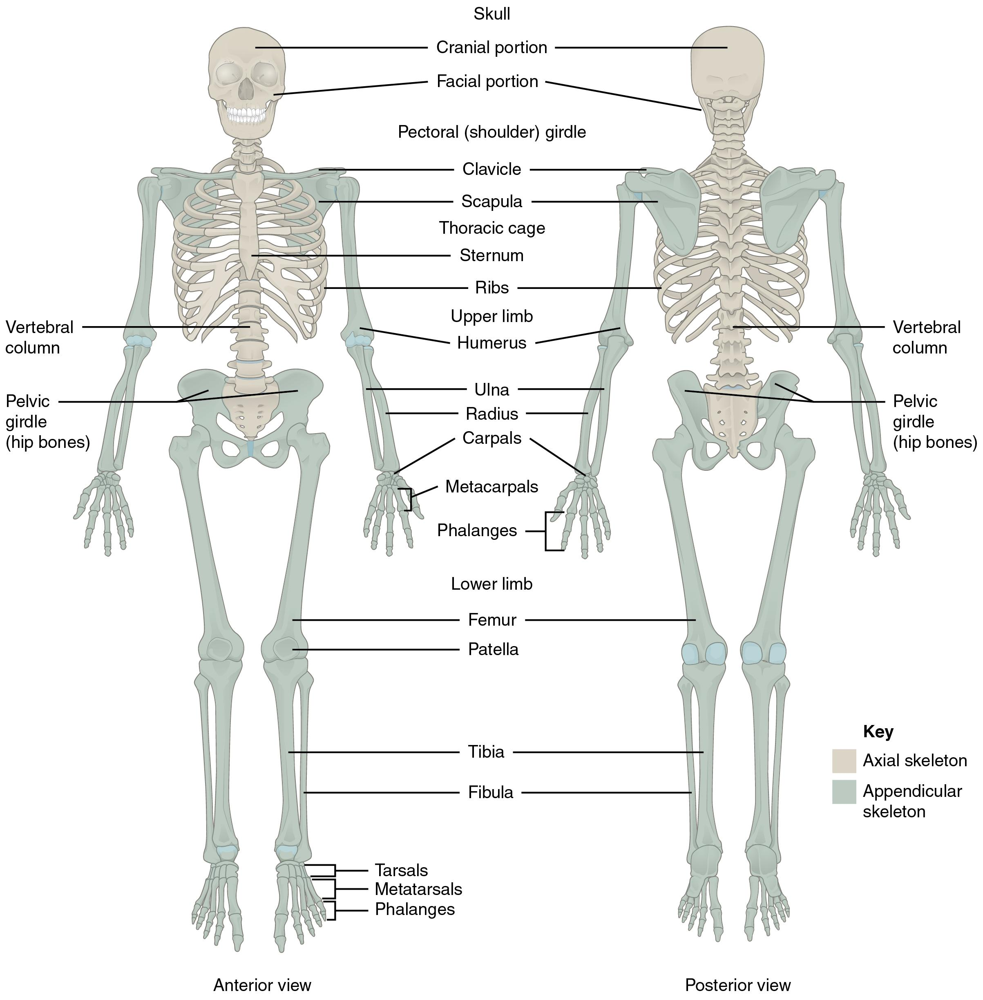 Skull
Cranial portion
Facial portion
Pectoral (shoulder) girdle
Clavicle
Scapula
Thoracic cage
Sternum
Ribs
Upper limb
Humerus
Vertebral
column
Vertebral
column
Ulna
Pelvic
girdle
(hip bones)
Pelvic
girdle
(hip bones)
Radius
Carpals
Metacarpals
Phalanges
Lower limb
Femur
Patella
Tibia
Fibula
Key
Axial skeleton
Appendicular
skeleton
Tarsals
Metatarsals
Phalanges
Anterior view
Posterior view